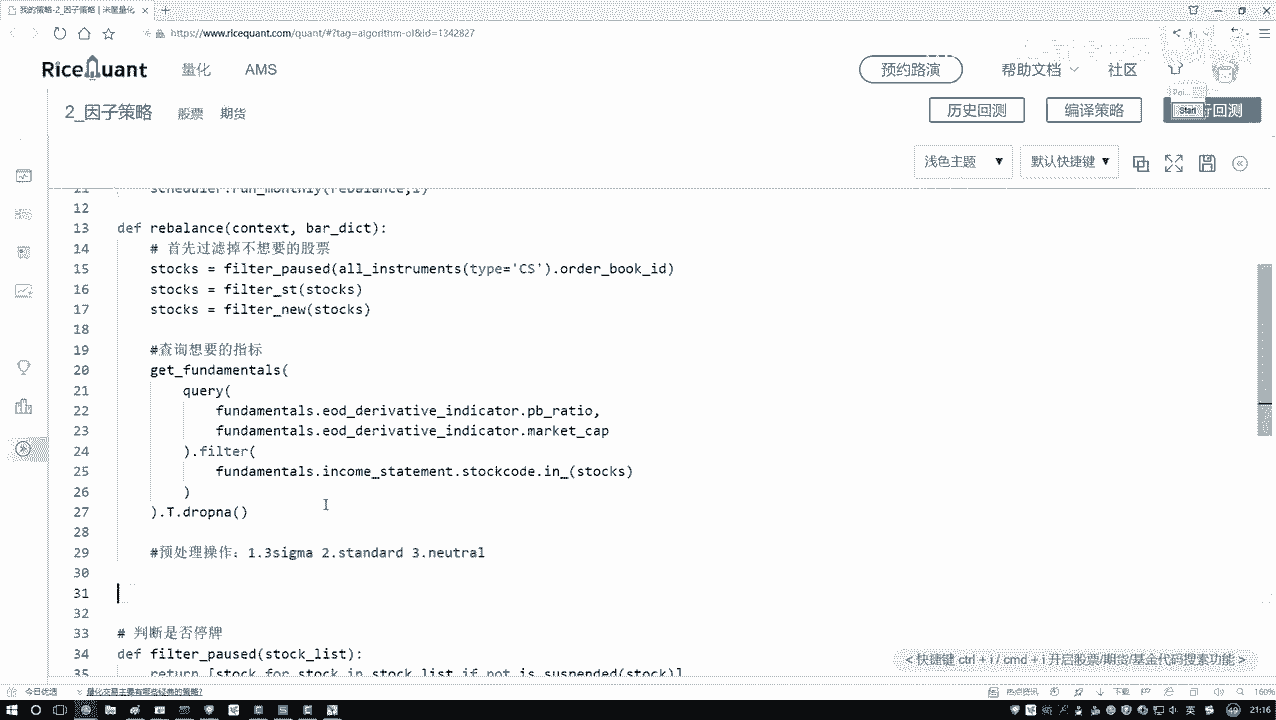 我的策略-2_因子策略 | 米筐量化
https://www.ricequant.com/quant/#?tag=algorithm-ol&id=1342827
RiceQuant 量化 AMS 预约路演 帮助文档 社区
2_因子策略 股票 期货 历史回测 编译策略 回测
Start
浅色主题 ▼ 默认快捷键 ▼
11 scheduler.run_monthly(rebalance,1)
12
13 def rebalance(context, bar_dict):
14 # 首先过滤掉不想要的股票
15 stocks = filter_paused(all_instruments(type='CS').order_book_id)
16 stocks = filter_st(stocks)
17 stocks = filter_new(stocks)
18
19 #查询想要的指标
20 get_fundamentals(
21 query(
22 fundamentals.eod_derivative_indicator.pb_ratio,
23 fundamentals.eod_derivative_indicator.market_cap
24 ).filter(
25 fundamentals.income_statement.stockcode.in_(stocks)
26 )
27 ).T.dropna()
28
29 #预处理操作：1.3sigma 2.standard 3.neutral
30
31
32
33 # 判断是否停牌
34 def filter_paused(stock_list):
35 return [stock for stock in stock_list if not is_suspended(stock)]
<快捷键 ctrl + i / cmd + i 开启股票/期货/基金代码搜索功能 >
今日优选 量化交易主要有哪些经典的策略? 热点资讯 下载 160%
英 21:16